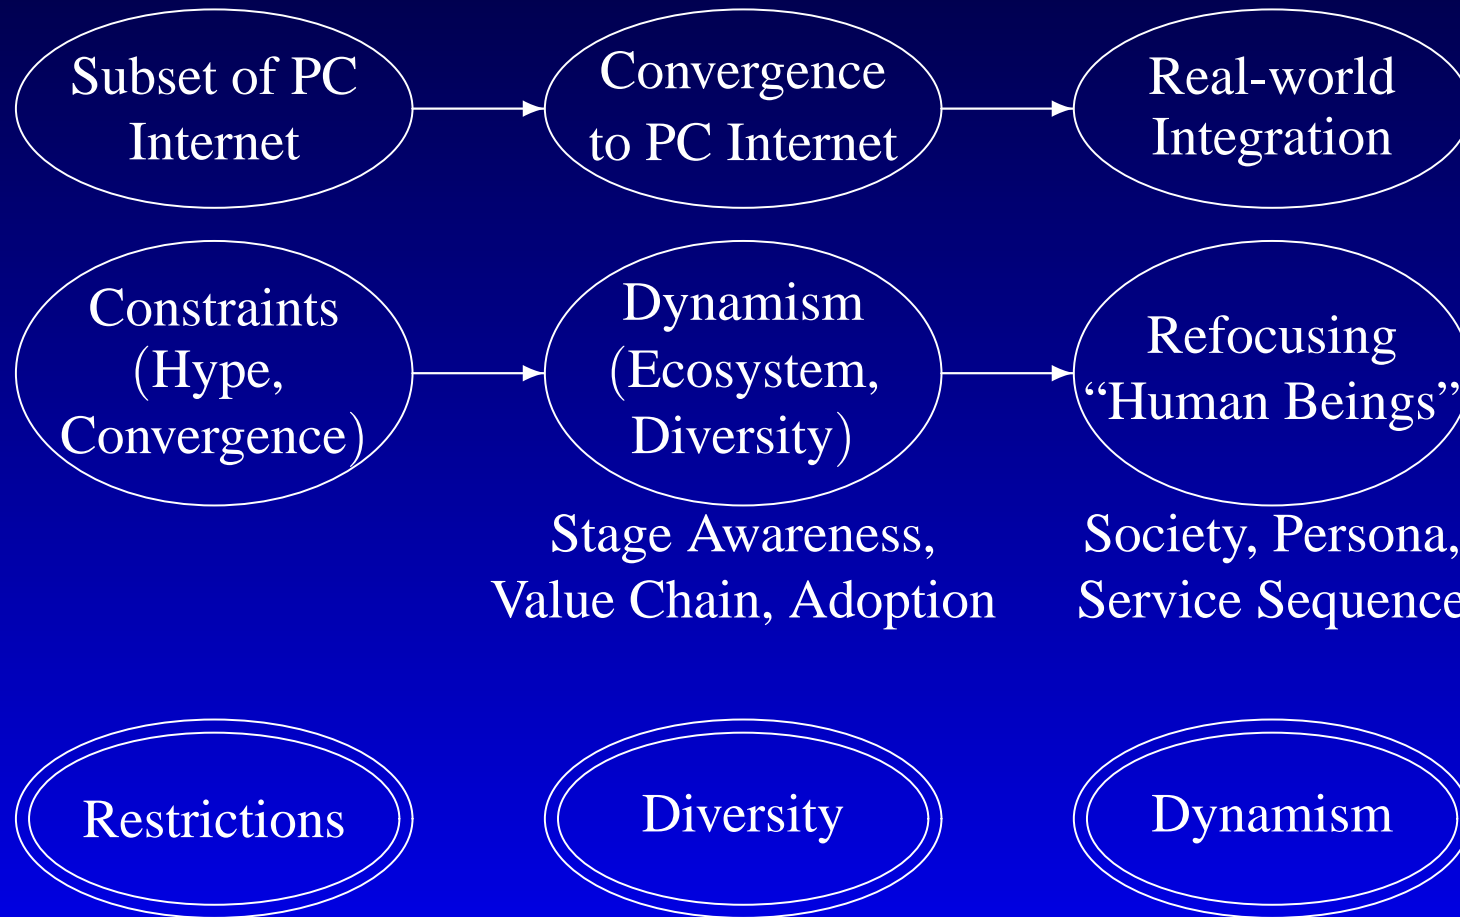 Subset of PC
Internet
Convergence
to PC Internet
Real-world
Integration
Constraints
(Hype,
Convergence)
Dynamism
(Ecosystem,
Diversity)
Refocusing
“Human Beings”
Stage Awareness,
Value Chain, Adoption
Society, Persona,
Service Sequence
Restrictions
Diversity
Dynamism